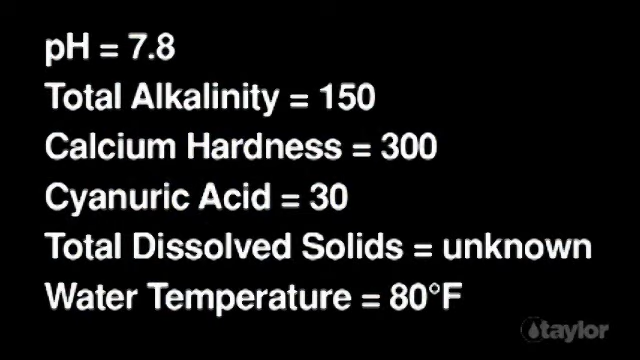 pH = 7.8
Total Alkalinity = 150
Calcium Hardness = 300
Cyanuric Acid = 30
Total Dissolved Solids = unknown
Water Temperature = 80°F
taylor